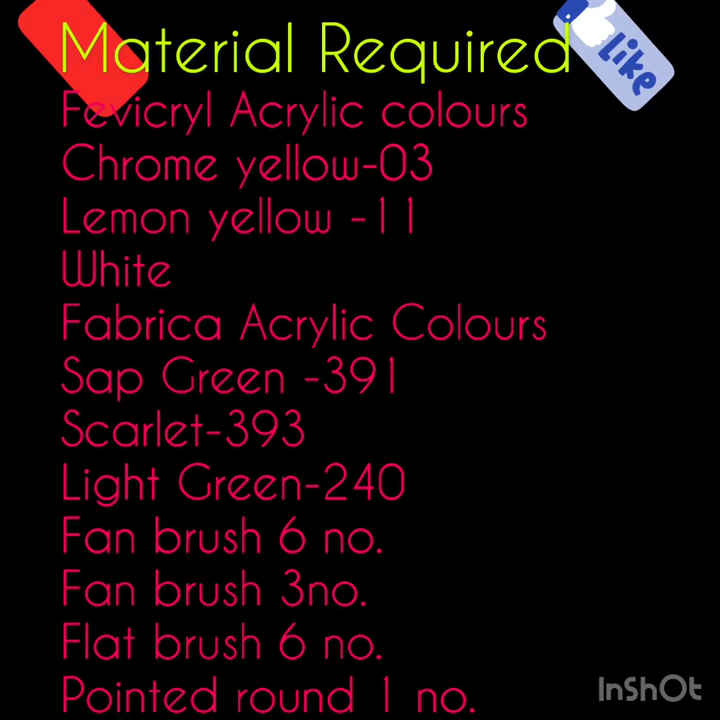 Material Required
Like
Fevicryl Acrylic colours
Chrome yellow-03
Lemon yellow -11
White
Fabrica Acrylic Colours
Sap Green -391
Scarlet-393
Light Green-240
Fan brush 6 no.
Fan brush 3no.
Flat brush 6 no.
Pointed round 1 no.
InShOt